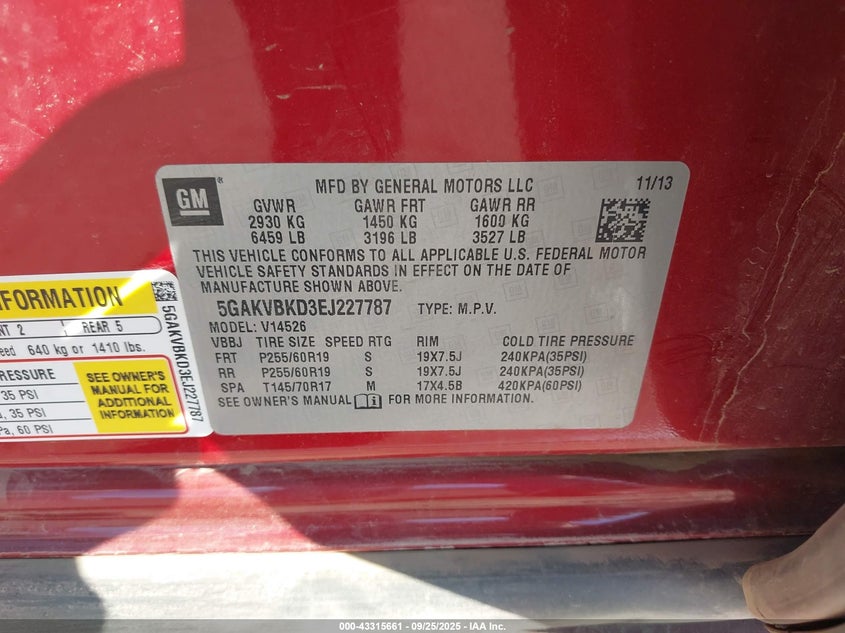 GM
MFD BY GENERAL MOTORS LLC 11/13
GVWR GAWR FRT GAWR RR
2930 KG 1450 KG 1600 KG
6459 LB 3196 LB 3527 LB
THIS VEHICLE CONFORMS TO ALL APPLICABLE U.S. FEDERAL MOTOR
VEHICLE SAFETY STANDARDS IN EFFECT ON THE DATE OF
MANUFACTURE SHOWN ABOVE.
5GAKVBKD3EJ227787 TYPE: M.P.V.
MODEL: V14526
VBBJ TIRE SIZE SPEED RTG RIM COLD TIRE PRESSURE
FRT P255/60R19 S 19X7.5J 240KPA(35PSI)
RR P255/60R19 S 19X7.5J 240KPA(35PSI)
SPA T145/70R17 M 17X4.5B 420KPA(60PSI)
SEE OWNER'S MANUAL FOR MORE INFORMATION.
NFORMATION
NT 2 REAR 5
eed 640 kg or 1410 lbs.
RESSURE
35 PSI
a, 35 PSI
Pa, 60 PSI
SEE OWNER'S
MANUAL FOR
ADDITIONAL
INFORMATION
5GAKVBKD3EJ227787
000-43315661 - 09/25/2025 - IAA Inc.